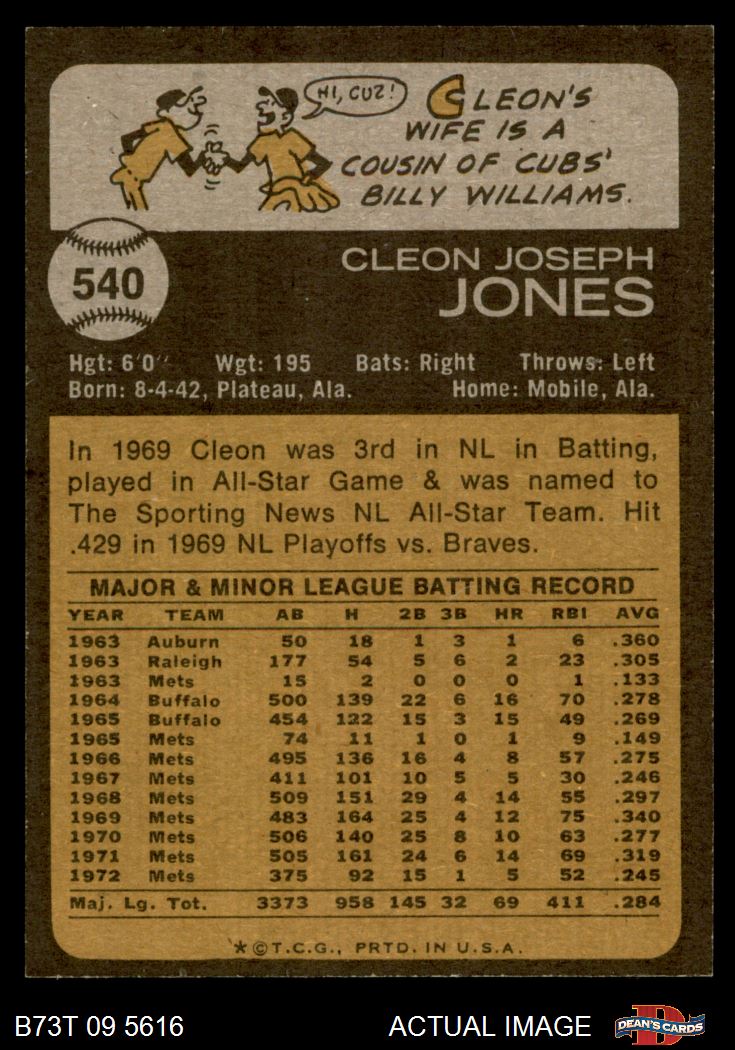 HI, CUZ!
CLEON'S
WIFE IS A
COUSIN OF CUBS'
BILLY WILLIAMS.
540
CLEON JOSEPH
JONES
Hgt: 6'0" Wgt: 195 Bats: Right Throws: Left
Born: 8-4-42, Plateau, Ala. Home: Mobile, Ala.
In 1969 Cleon was 3rd in NL in Batting,
played in All-Star Game & was named to
The Sporting News NL All-Star Team. Hit
.429 in 1969 NL Playoffs vs. Braves.
MAJOR & MINOR LEAGUE BATTING RECORD
YEAR TEAM AB H 2B 3B HR RBI AVG
1963 Auburn 50 18 1 3 1 6 .360
1963 Raleigh 177 54 5 6 2 23 .305
1963 Mets 15 2 0 0 0 1 .133
1964 Buffalo 500 139 22 6 16 70 .278
1965 Buffalo 454 122 15 3 15 49 .269
1965 Mets 74 11 1 0 1 9 .149
1966 Mets 495 136 16 4 8 57 .275
1967 Mets 411 101 10 5 5 30 .246
1968 Mets 509 151 29 4 14 55 .297
1969 Mets 483 164 25 4 12 75 .340
1970 Mets 506 140 25 8 10 63 .277
1971 Mets 505 161 24 6 14 69 .319
1972 Mets 375 92 15 1 5 52 .245
Maj. Lg. Tot. 3373 958 145 32 69 411 .284
*©T.C.G., PRTD. IN U.S.A.
B73T 09 5616 ACTUAL IMAGE D DEAN'S CARDS